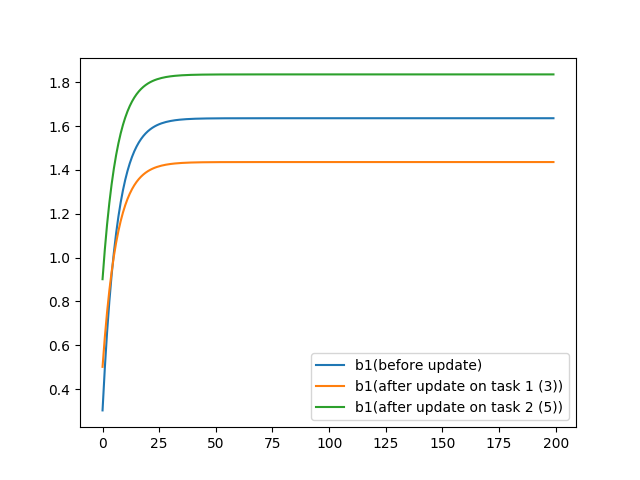 1.8
1.6
1.4
1.2
1.0
0.8
0.6
0.4
b1(before update)
b1(after update on task 1 (3))
b1(after update on task 2 (5))
0 25 50 75 100 125 150 175 200